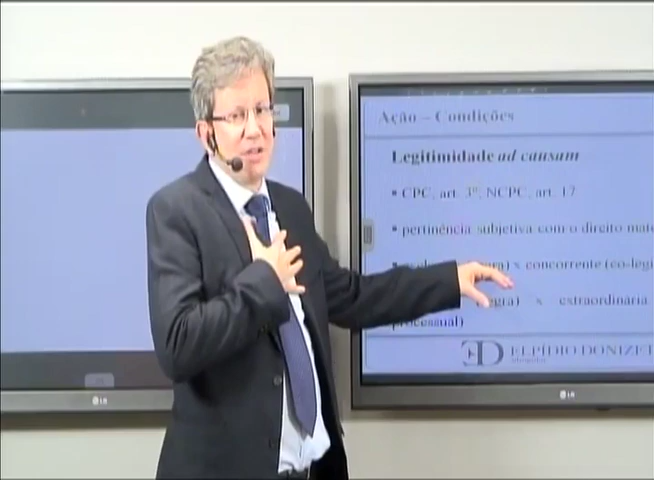 Ação – Condições
Legitimidade ad causam
▪ CPC, art. 3º; NCPC, art. 17
▪ pertinência subjetiva com o direito mate
x concorrente (co-legi
x extraordinária
processual)
ED ELPÍDIO DONIZET
LG
LG